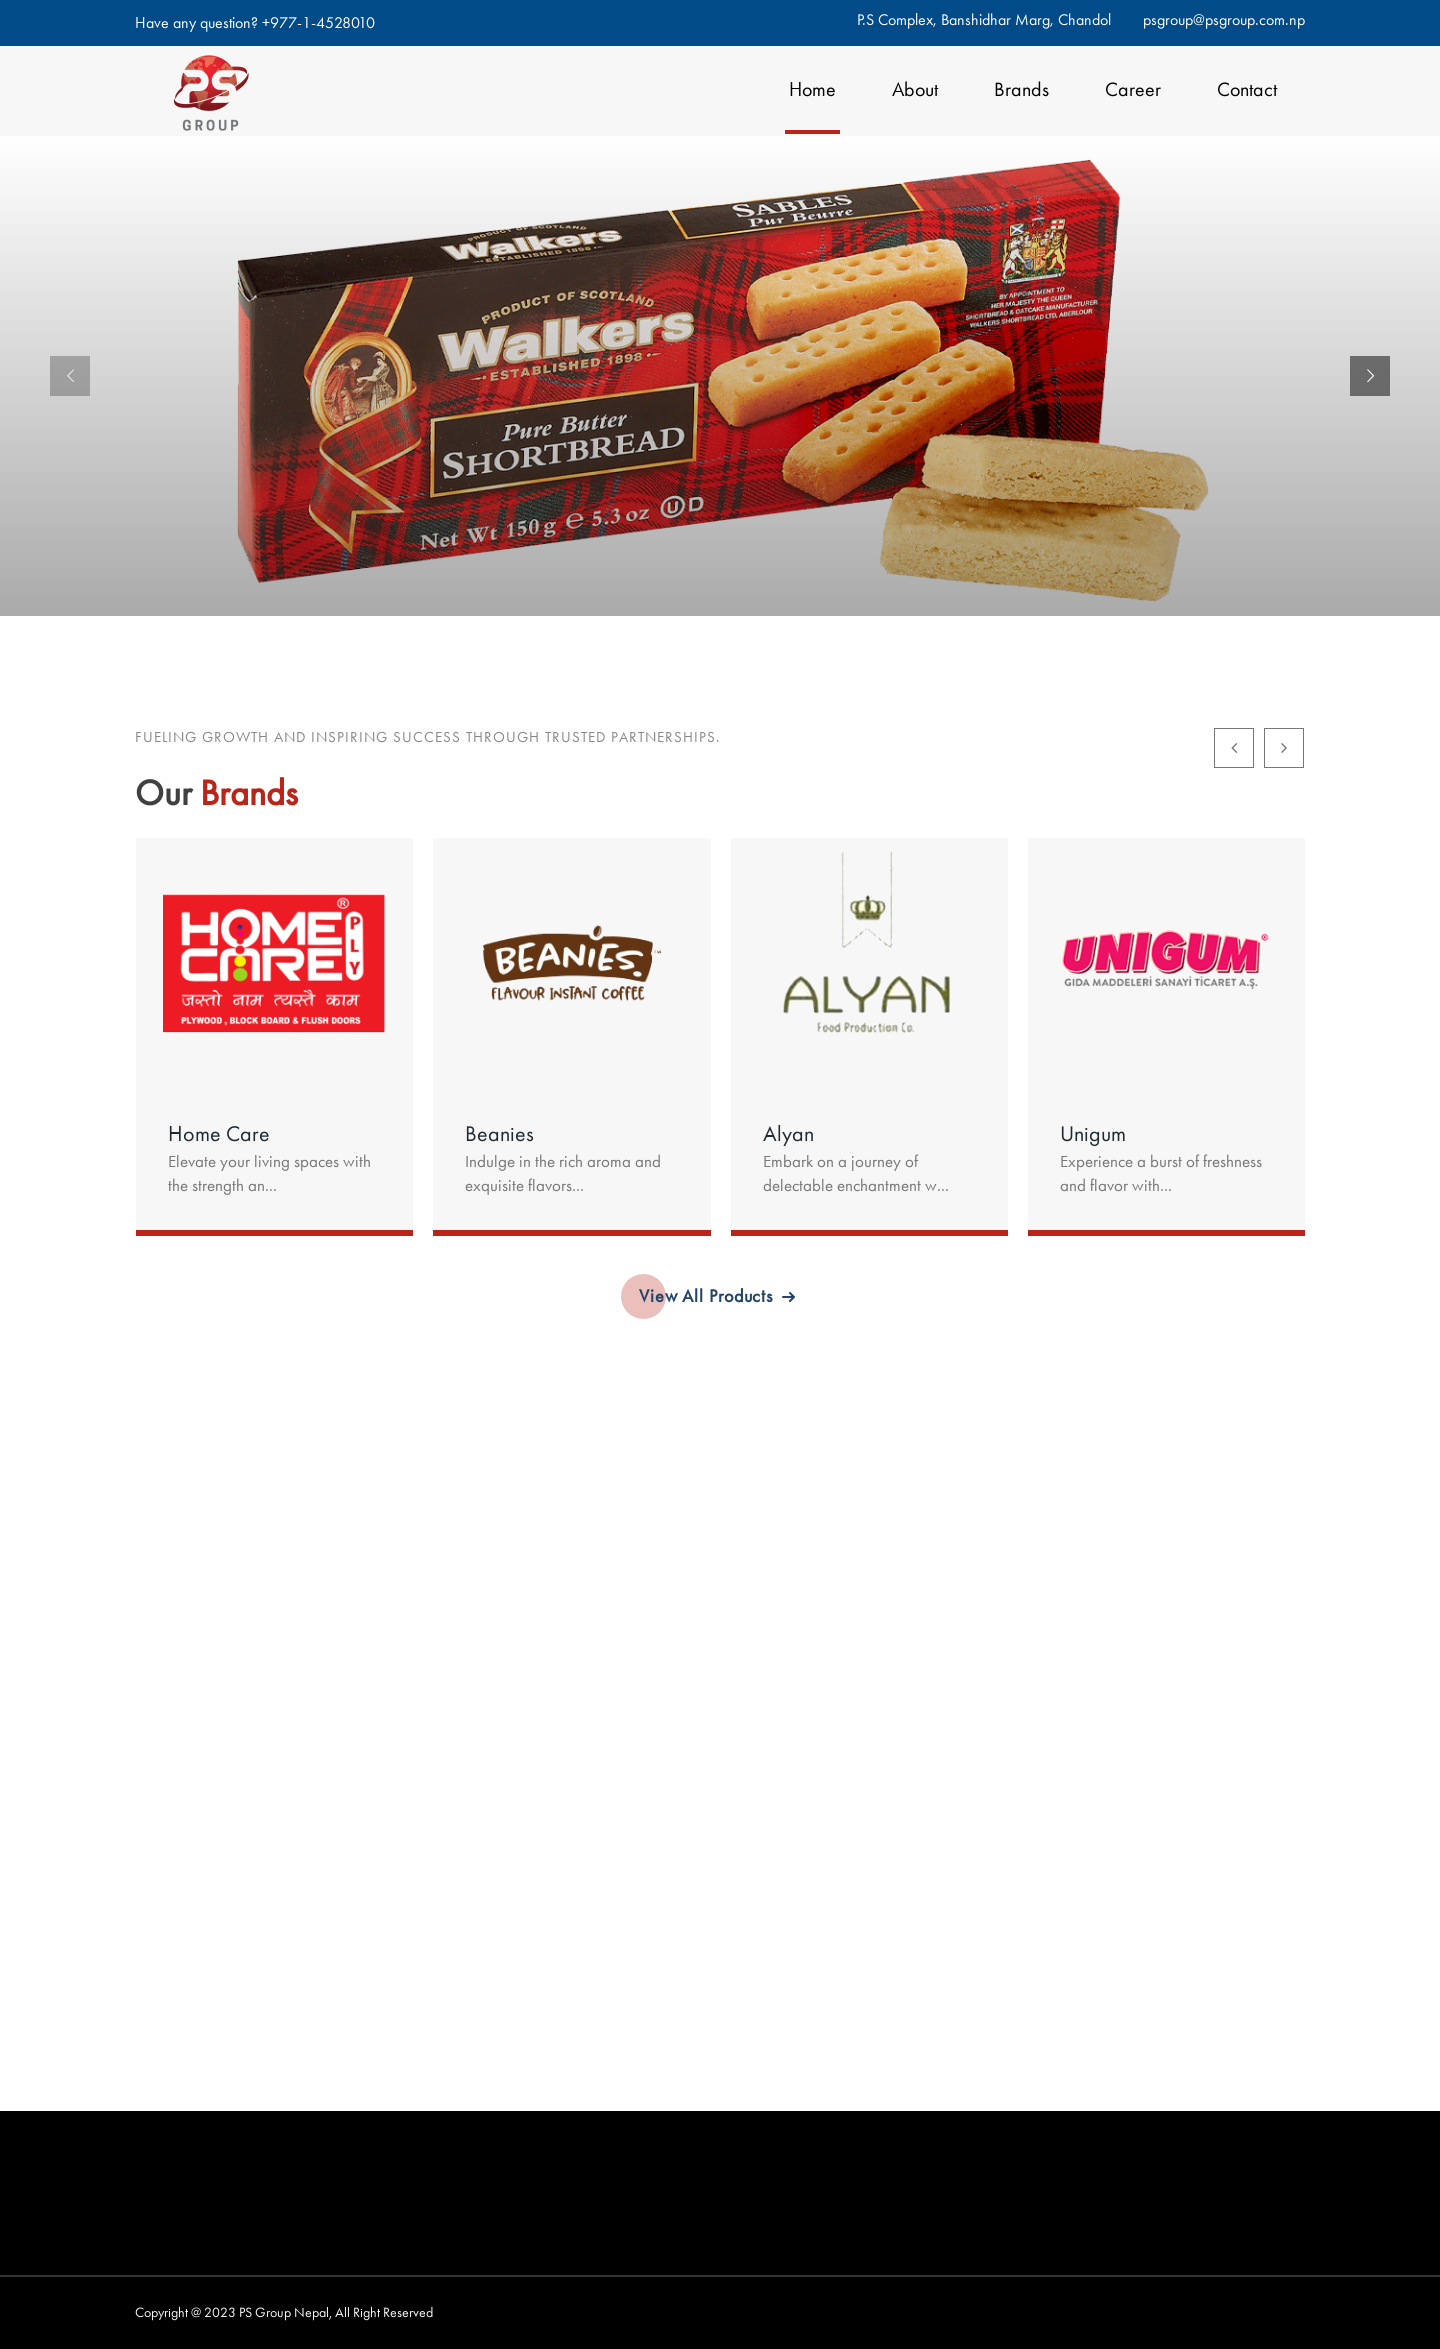 Have any question? +977-1-4528010
P.S Complex, Banshidhar Marg, Chandol
psgroup@psgroup.com.np
PS
GROUP
Home
About
Brands
Career
Contact
SABLES
Pur Beurre
PRODUCT OF SCOTLAND
Walkers
ESTABLISHED 1898
PRODUCT OF SCOTLAND
Walkers
ESTABLISHED 1898
BY APPOINTMENT TO
HER MAJESTY THE QUEEN
SHORTBREAD & OATCAKE MANUFACTURER
WALKERS SHORTBREAD LTD, ABERLOUR
Pure Butter
SHORTBREAD
Net Wt 150g e 5.3 oz U D
FUELING GROWTH AND INSPIRING SUCCESS THROUGH TRUSTED PARTNERSHIPS.
Our Brands
HOME
CARE
PLY
®
जस्तो नाम त्यस्तै काम
PLYWOOD , BLOCK BOARD & FLUSH DOORS
BEANIES. ™
FLAVOUR INSTANT COFFEE
ALYAN
Food Production Co.
UNIGUM®
GIDA MADDELERİ SANAYİ TİCARET A.Ş.
Home Care
Elevate your living spaces with
the strength an...
Beanies
Indulge in the rich aroma and
exquisite flavors...
Alyan
Embark on a journey of
delectable enchantment w...
Unigum
Experience a burst of freshness
and flavor with...
View All Products →
Copyright @ 2023 PS Group Nepal, All Right Reserved